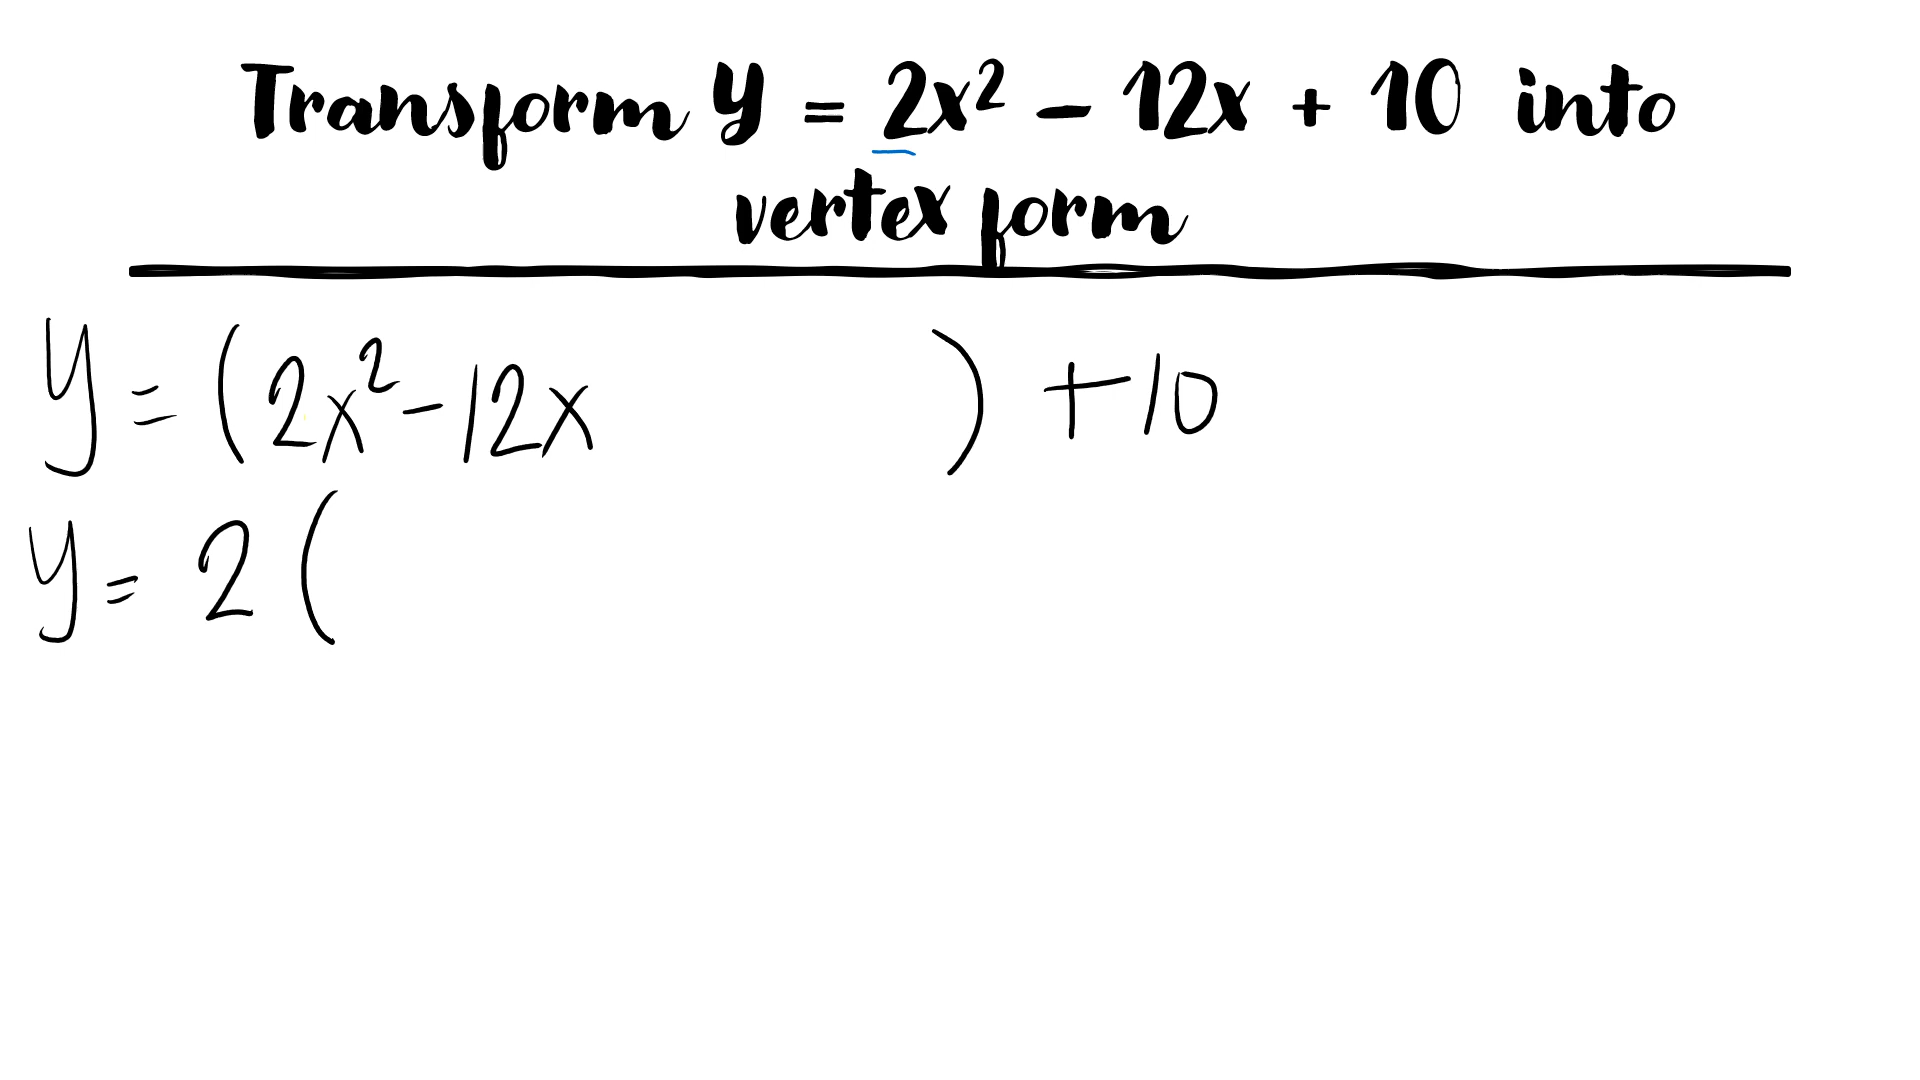 Transform y = 2x² - 12x + 10 into
vertex form
y = (2x² - 12x ) + 10
y = 2 (